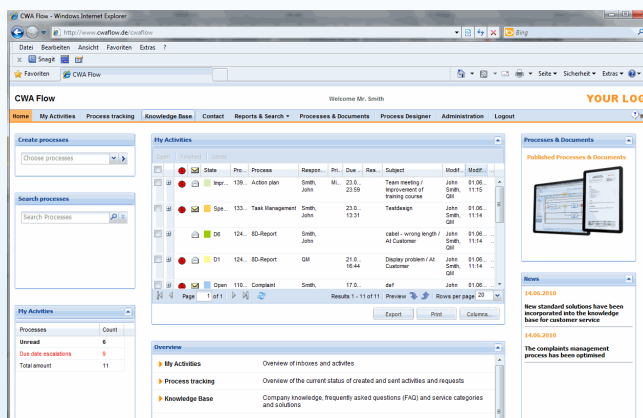 CWA Flow - Windows Internet Explorer
http://www.cwaflow.de/cwaflow
Bing
Datei Bearbeiten Ansicht Favoriten Extras ?
x Snagit
Favoriten CWA Flow
Seite Sicherheit Extras
CWA Flow
Welcome Mr. Smith
YOUR LOG
Home My Activities Process tracking Knowledge Base Contact Reports & Search Processes & Documents Process Designer Administration Logout
Create processes
Choose processes
Search processes
Search Processes
My Activities
Processes Count
Unread 6
Due date escalations 9
Total amount 11
My Activities
State Pro... Process Respon... Pri... Due... Rea... Subject Modif... Modif...
Impr... 139... Action plan Smith, John Mi... 23.0... 23:59 Team meeting / Improvement of training course John Smith, QM 01.06... 11:15
Spe... 133... Task Management Smith, John 23.0... 13:31 Testdesign John Smith, QM 01.06... 11:14
D6 124... 8D-Report Smith, John cabel - wrong length / At Customer John Smith, QM 01.06... 11:14
D1 124... 8D-Report QM 21.0... 16:44 Display problem / At Customer John Smith, QM 01.06... 11:14
Open 110... Complaint Smith, 17.0... def John 01.06...
Page 1 of 1 Results 1 - 11 of 11 Preview Rows per page 20
Export Print Columns...
Overview
My Activities Overview of inboxes and activites
Process tracking Overview of the current status of created and sent activities and requests
Knowledge Base Company knowledge, frequently asked questions (FAQ) and service categories and solutions
Processes & Documents
Published Processes & Documents
News
14.06.2010
New standard solutions have been
incorporated into the knowledge
base for customer service
14.06.2010
The complaints management
process has been optimised